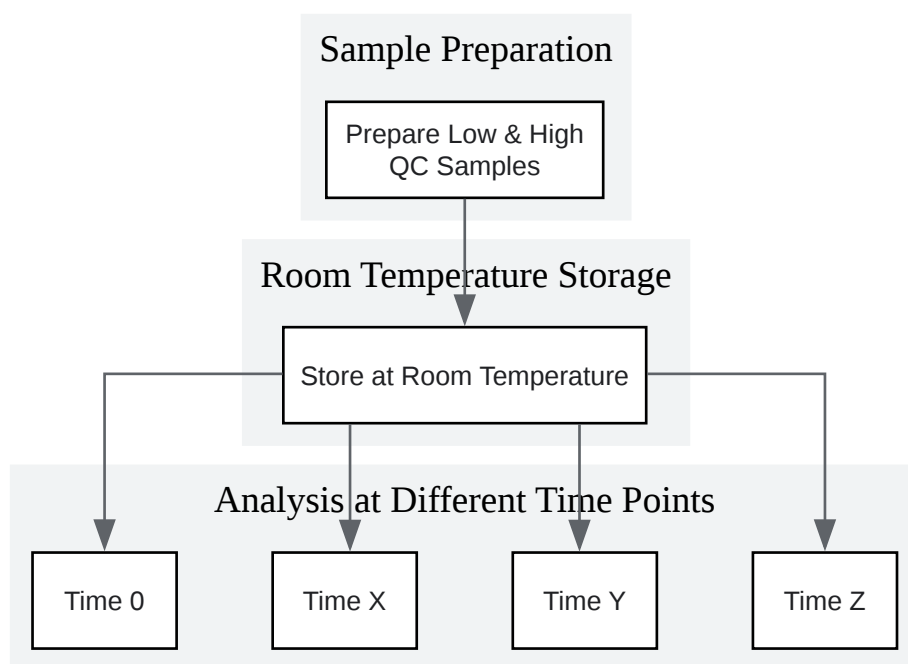 Sample Preparation
Prepare Low & High
QC Samples
Room Temperature Storage
Store at Room Temperature
Analysis at Different Time Points
Time 0
Time X
Time Y
Time Z